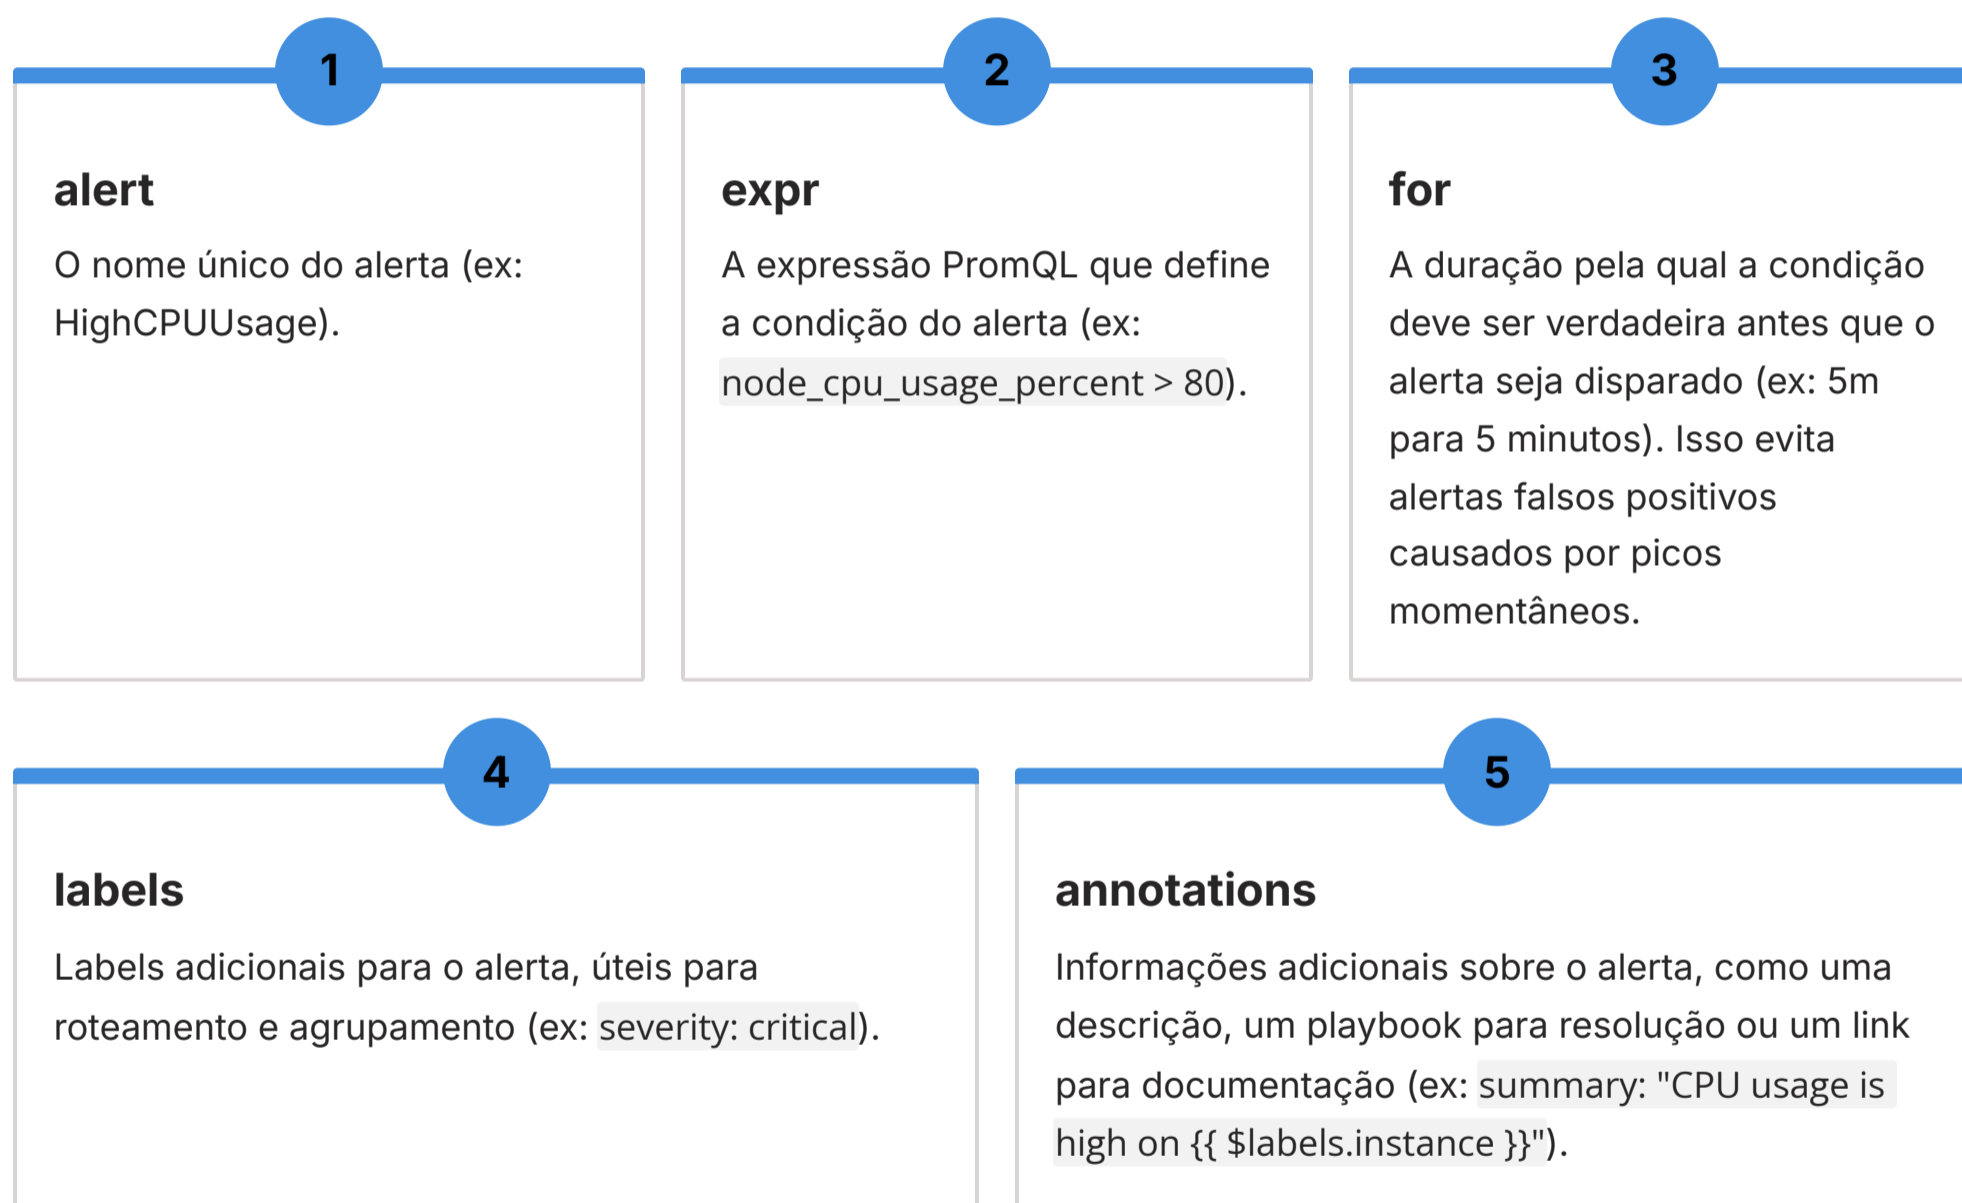 1
alert
O nome único do alerta (ex:
HighCPUUsage).
2
expr
A expressão PromQL que define
a condição do alerta (ex:
node_cpu_usage_percent > 80).
3
for
A duração pela qual a condição
deve ser verdadeira antes que o
alerta seja disparado (ex: 5m
para 5 minutos). Isso evita
alertas falsos positivos
causados por picos
momentâneos.
4
labels
Labels adicionais para o alerta, úteis para
roteamento e agrupamento (ex: severity: critical).
5
annotations
Informações adicionais sobre o alerta, como uma
descrição, um playbook para resolução ou um link
para documentação (ex: summary: "CPU usage is
high on {{ $labels.instance }}").